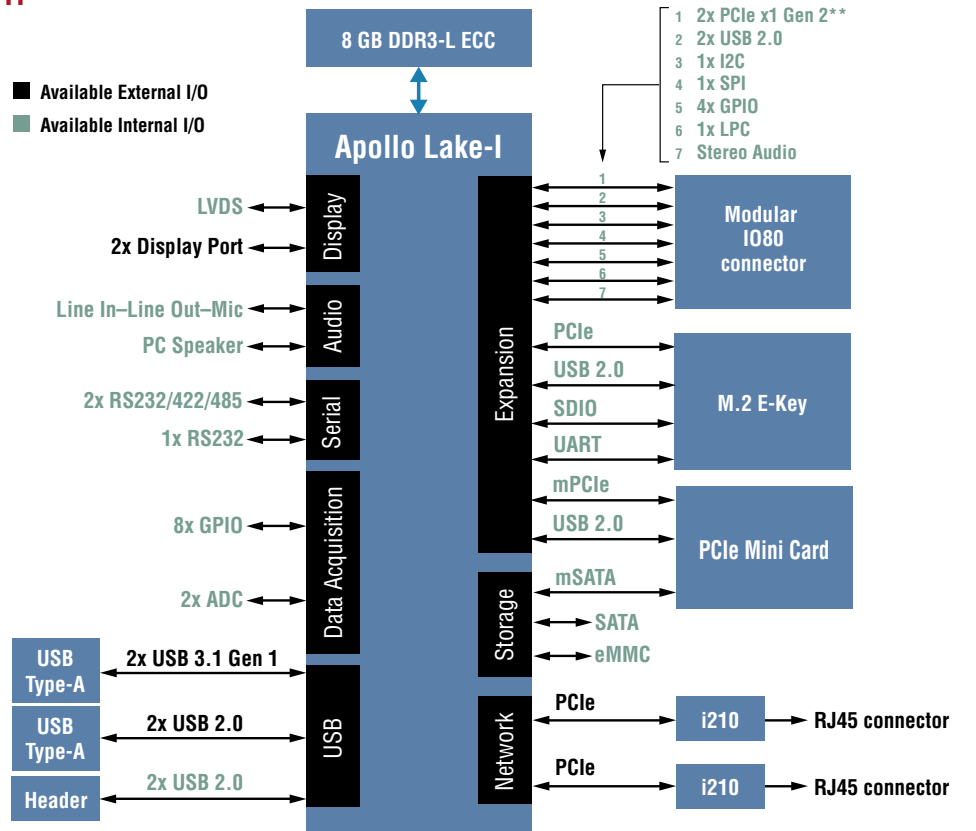 8 GB DDR3-L ECC
1 2x PCIe x1 Gen 2**
2 2x USB 2.0
3 1x I2C
4 1x SPI
5 4x GPIO
6 1x LPC
7 Stereo Audio
Available External I/O
Available Internal I/O
Apollo Lake-I
Display
LVDS
2x Display Port
Audio
Line In–Line Out–Mic
PC Speaker
Serial
2x RS232/422/485
1x RS232
Data Acquisition
8x GPIO
2x ADC
USB
USB
Type-A
2x USB 3.1 Gen 1
USB
Type-A
2x USB 2.0
Header
2x USB 2.0
Expansion
1
2
3
4
5
6
7
Modular
IO80
connector
PCIe
USB 2.0
SDIO
UART
M.2 E-Key
mPCIe
USB 2.0
PCIe Mini Card
Storage
mSATA
SATA
eMMC
Network
PCIe
i210
RJ45 connector
PCIe
i210
RJ45 connector